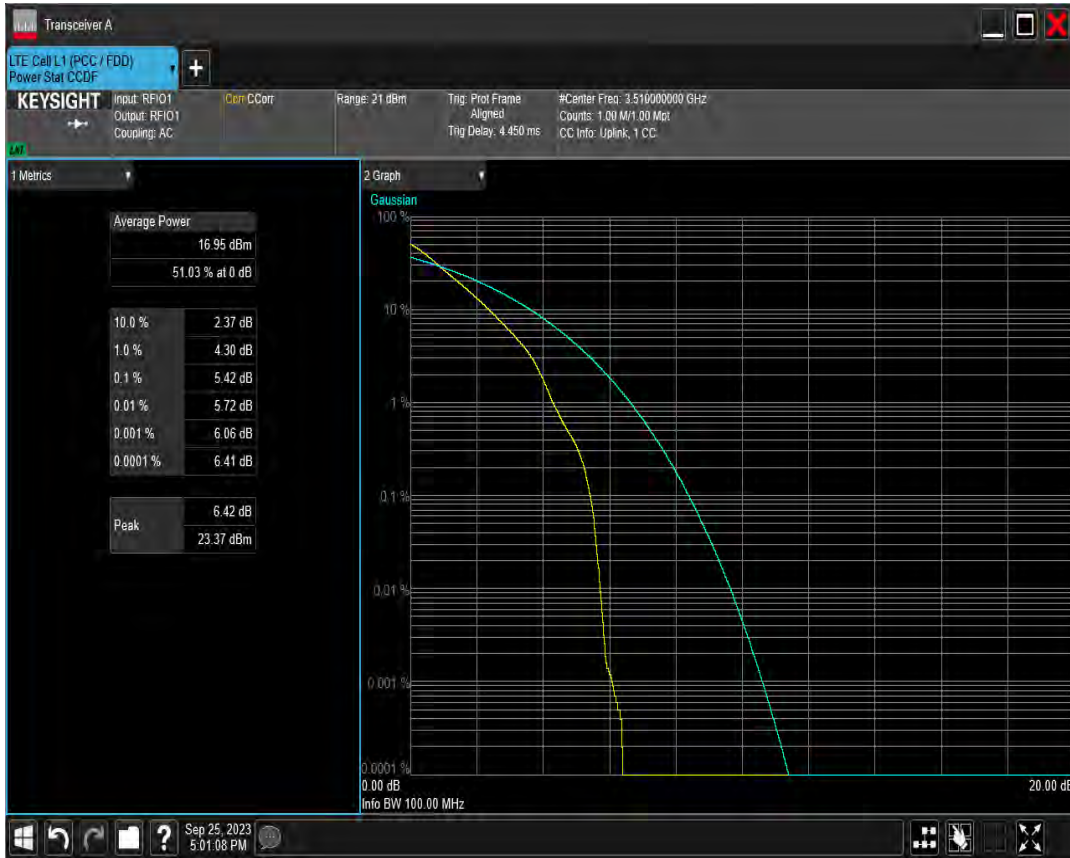 Transceiver A
LTE Cell L1 (PCC / FDD)
Power Stat CCDF
+
KEYSIGHT
Input: RFIO1
Output: RFIO1
Coupling: AC
Corr CCorr
Range: 21 dBm
Trig: Prot Frame
Aligned
Trig Delay: 4.450 ms
#Center Freq: 3.510000000 GHz
Counts: 1.00 M/1.00 Mpt
CC Info: Uplink, 1 CC
1 Metrics
Average Power
16.95 dBm
51.03 % at 0 dB
10.0 % 2.37 dB
1.0 % 4.30 dB
0.1 % 5.42 dB
0.01 % 5.72 dB
0.001 % 6.06 dB
0.0001 % 6.41 dB
Peak
6.42 dB
23.37 dBm
2 Graph
Gaussian
100 %
10 %
1 %
0.1 %
0.01 %
0.001 %
0.0001 %
0.00 dB
20.00 dB
Info BW 100.00 MHz
?
Sep 25, 2023
5:01:08 PM